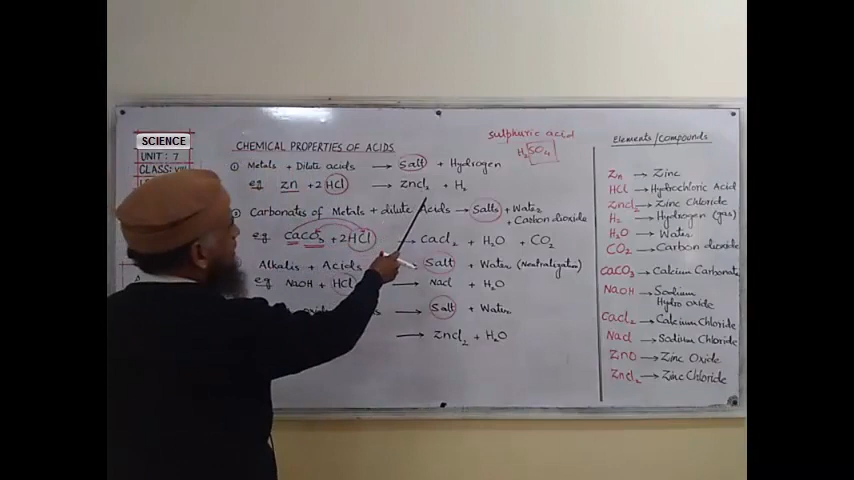 SCIENCE
UNIT: 7
CLASS: VIII
CHEMICAL PROPERTIES OF ACIDS
① Metals + Dilute acids → Salt + Hydrogen
eg Zn + 2HCl → Zncl₂ + H₂
Carbonates of Metals + dilute Acids → Salts + Water
+ Carbon dioxide
eg CaCO₃ + 2HCl → Cacl₂ + H₂O + CO₂
Alkalis + Acids Salt + Water (Neutralization)
eg NaOH + HCl → Nacl + H₂O
→ Salt + Water
→ Zncl₂ + H₂O
sulphuric acid
H₂SO₄
Elements/Compounds
Zn → Zinc
HCl → Hydrochloric Acid
Zncl₂ → Zinc Chloride
H₂ → Hydrogen (gas)
H₂O → Water
CO₂ → Carbon dioxide
CaCO₃ → Calcium Carbonate
NaOH → Sodium
Hydroxide
Cacl₂ → Calcium Chloride
Nacl → Sodium Chloride
ZnO → Zinc Oxide
Zncl₂ → Zinc Chloride